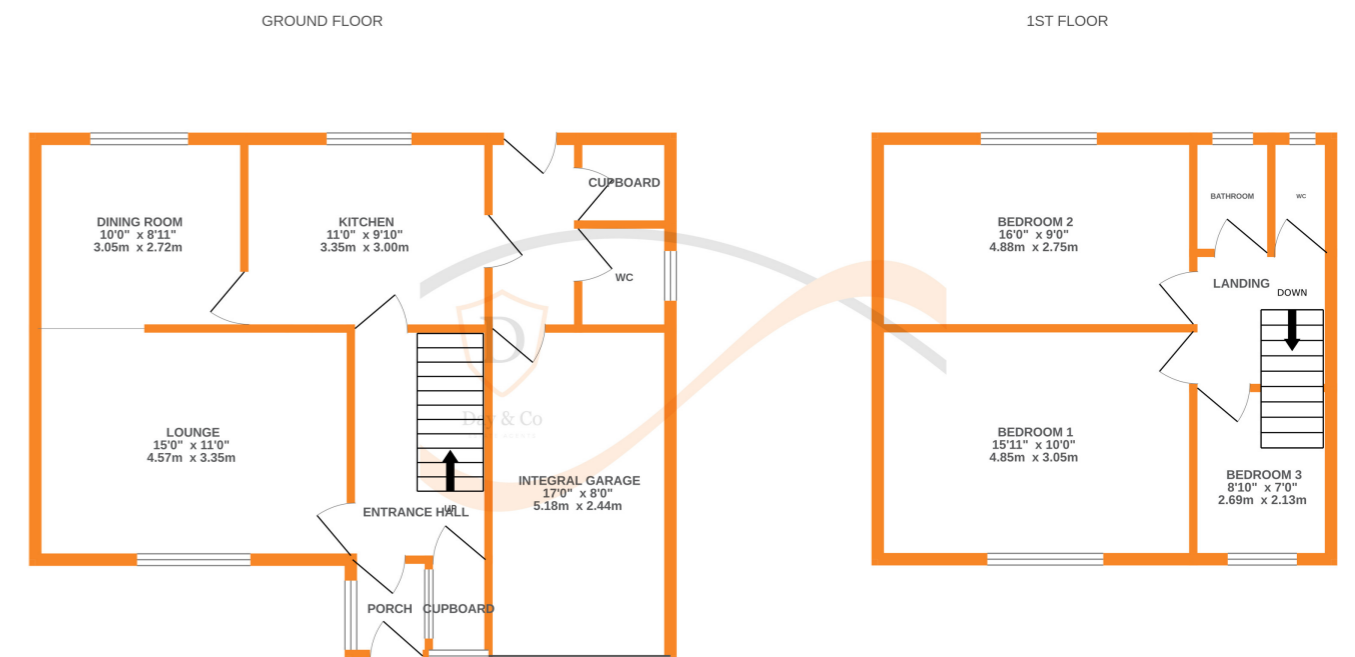 GROUND FLOOR
1ST FLOOR
DINING ROOM
10'0" x 8'11"
3.05m x 2.72m
KITCHEN
11'0" x 9'10"
3.35m x 3.00m
CUPBOARD
WC
LOUNGE
15'0" x 11'0"
4.57m x 3.35m
D
Day & Co
UP
ENTRANCE HALL
INTEGRAL GARAGE
17'0" x 8'0"
5.18m x 2.44m
PORCH
CUPBOARD
BEDROOM 2
16'0" x 9'0"
4.88m x 2.75m
BATHROOM
WC
LANDING
DOWN
BEDROOM 1
15'11" x 10'0"
4.85m x 3.05m
BEDROOM 3
8'10" x 7'0"
2.69m x 2.13m